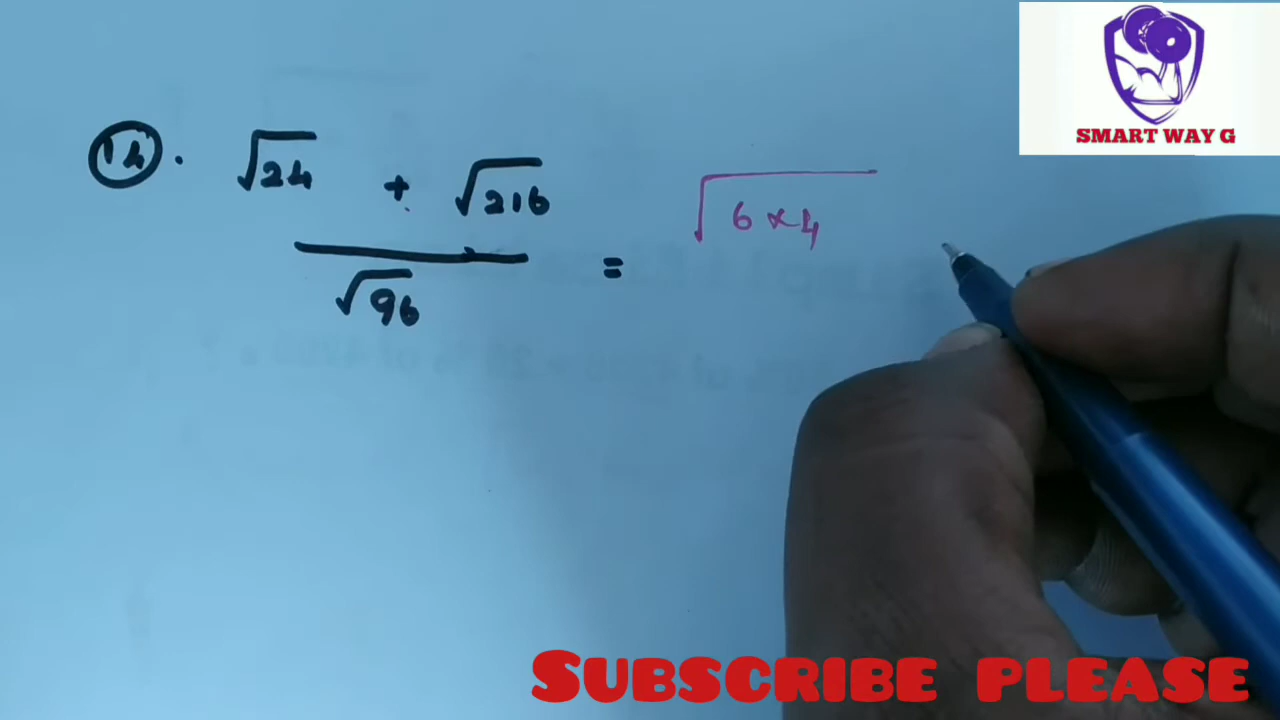 SMART WAY G
14. √24 + √216
√96
= √6×4
SUBSCRIBE PLEASE